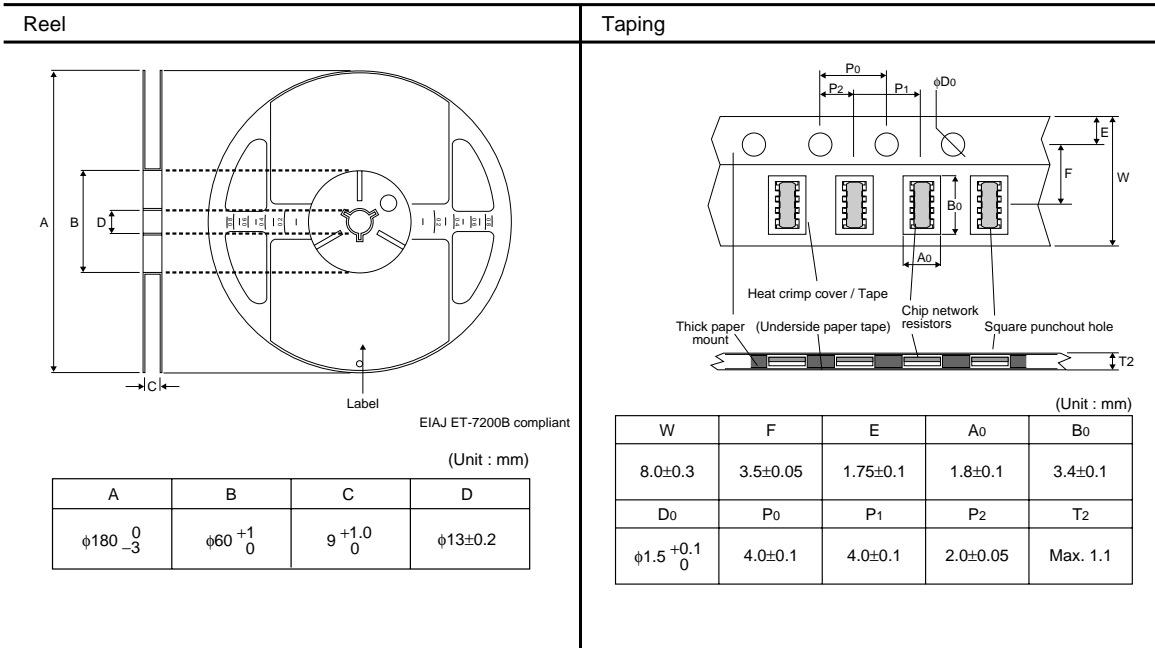 Reel
A
B
D
C
Label
EIAJ ET-7200B compliant
(Unit : mm)
A B C D
φ180 0 −3 φ60 +1 0 9 +1.0 0 φ13±0.2
Taping
P0
P2 P1 φD0
E
F
W
B0
A0
Heat crimp cover / Tape
Chip network
resistors
Thick paper
mount
(Underside paper tape)
Square punchout hole
T2
(Unit : mm)
W F E A0 B0
8.0±0.3 3.5±0.05 1.75±0.1 1.8±0.1 3.4±0.1
D0 P0 P1 P2 T2
φ1.5 +0.1 0 4.0±0.1 4.0±0.1 2.0±0.05 Max. 1.1